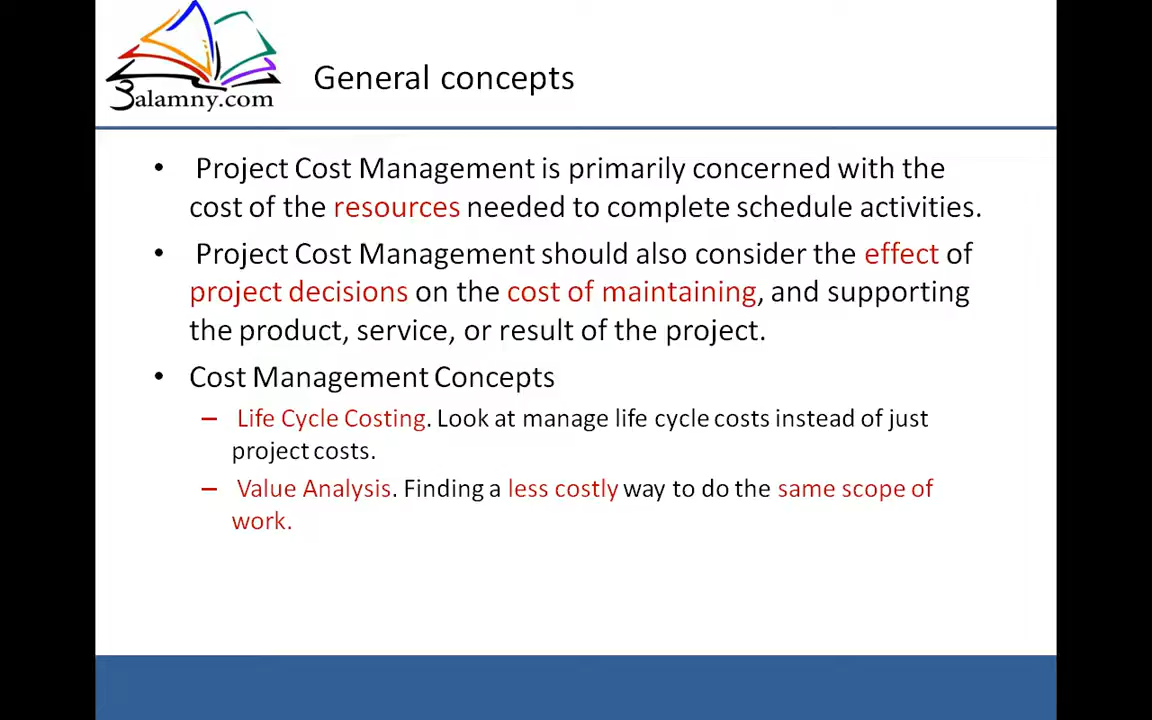 3alamny.com
General concepts
• Project Cost Management is primarily concerned with the
cost of the resources needed to complete schedule activities.
• Project Cost Management should also consider the effect of
project decisions on the cost of maintaining, and supporting
the product, service, or result of the project.
• Cost Management Concepts
– Life Cycle Costing. Look at manage life cycle costs instead of just
project costs.
– Value Analysis. Finding a less costly way to do the same scope of
work.